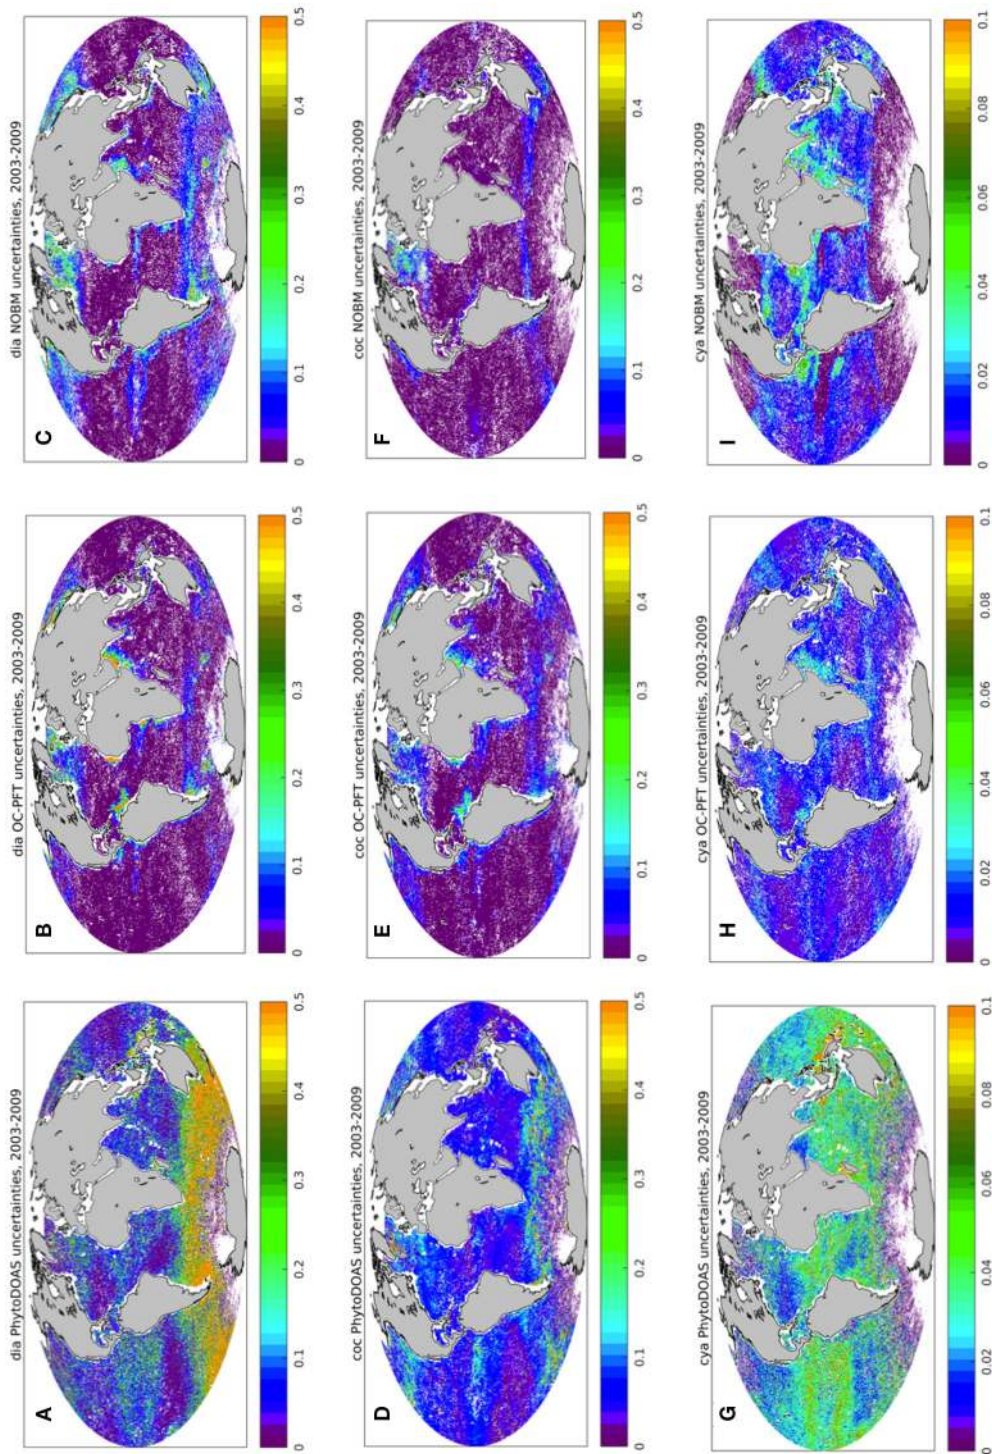 dia PhytoDOAS uncertainties, 2003-2009
A
0 0.1 0.2 0.3 0.4 0.5
dia OC-PFT uncertainties, 2003-2009
B
0 0.1 0.2 0.3 0.4 0.5
dia NOBM uncertainties, 2003-2009
C
0 0.1 0.2 0.3 0.4 0.5
coc PhytoDOAS uncertainties, 2003-2009
D
0 0.1 0.2 0.3 0.4 0.5
coc OC-PFT uncertainties, 2003-2009
E
0 0.1 0.2 0.3 0.4 0.5
coc NOBM uncertainties, 2003-2009
F
0 0.1 0.2 0.3 0.4 0.5
cya PhytoDOAS uncertainties, 2003-2009
G
0 0.02 0.04 0.06 0.08 0.1
cya OC-PFT uncertainties, 2003-2009
H
0 0.02 0.04 0.06 0.08 0.1
cya NOBM uncertainties, 2003-2009
I
0 0.02 0.04 0.06 0.08 0.1